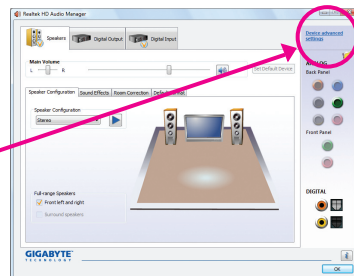 Realtek HD Audio Manager
Speakers
Digital Output
Digital Input
Device advanced
settings
Main Volume
L
R
Set Default Device
ANALOG
Back Panel
Speaker Configuration
Sound Effects
Room Correction
Speaker Configuration
Stereo
Front Panel
Full-range Speakers
Front left and right
Surround speakers
DIGITAL
GIGABYTE
TECHNOLOGY
OK